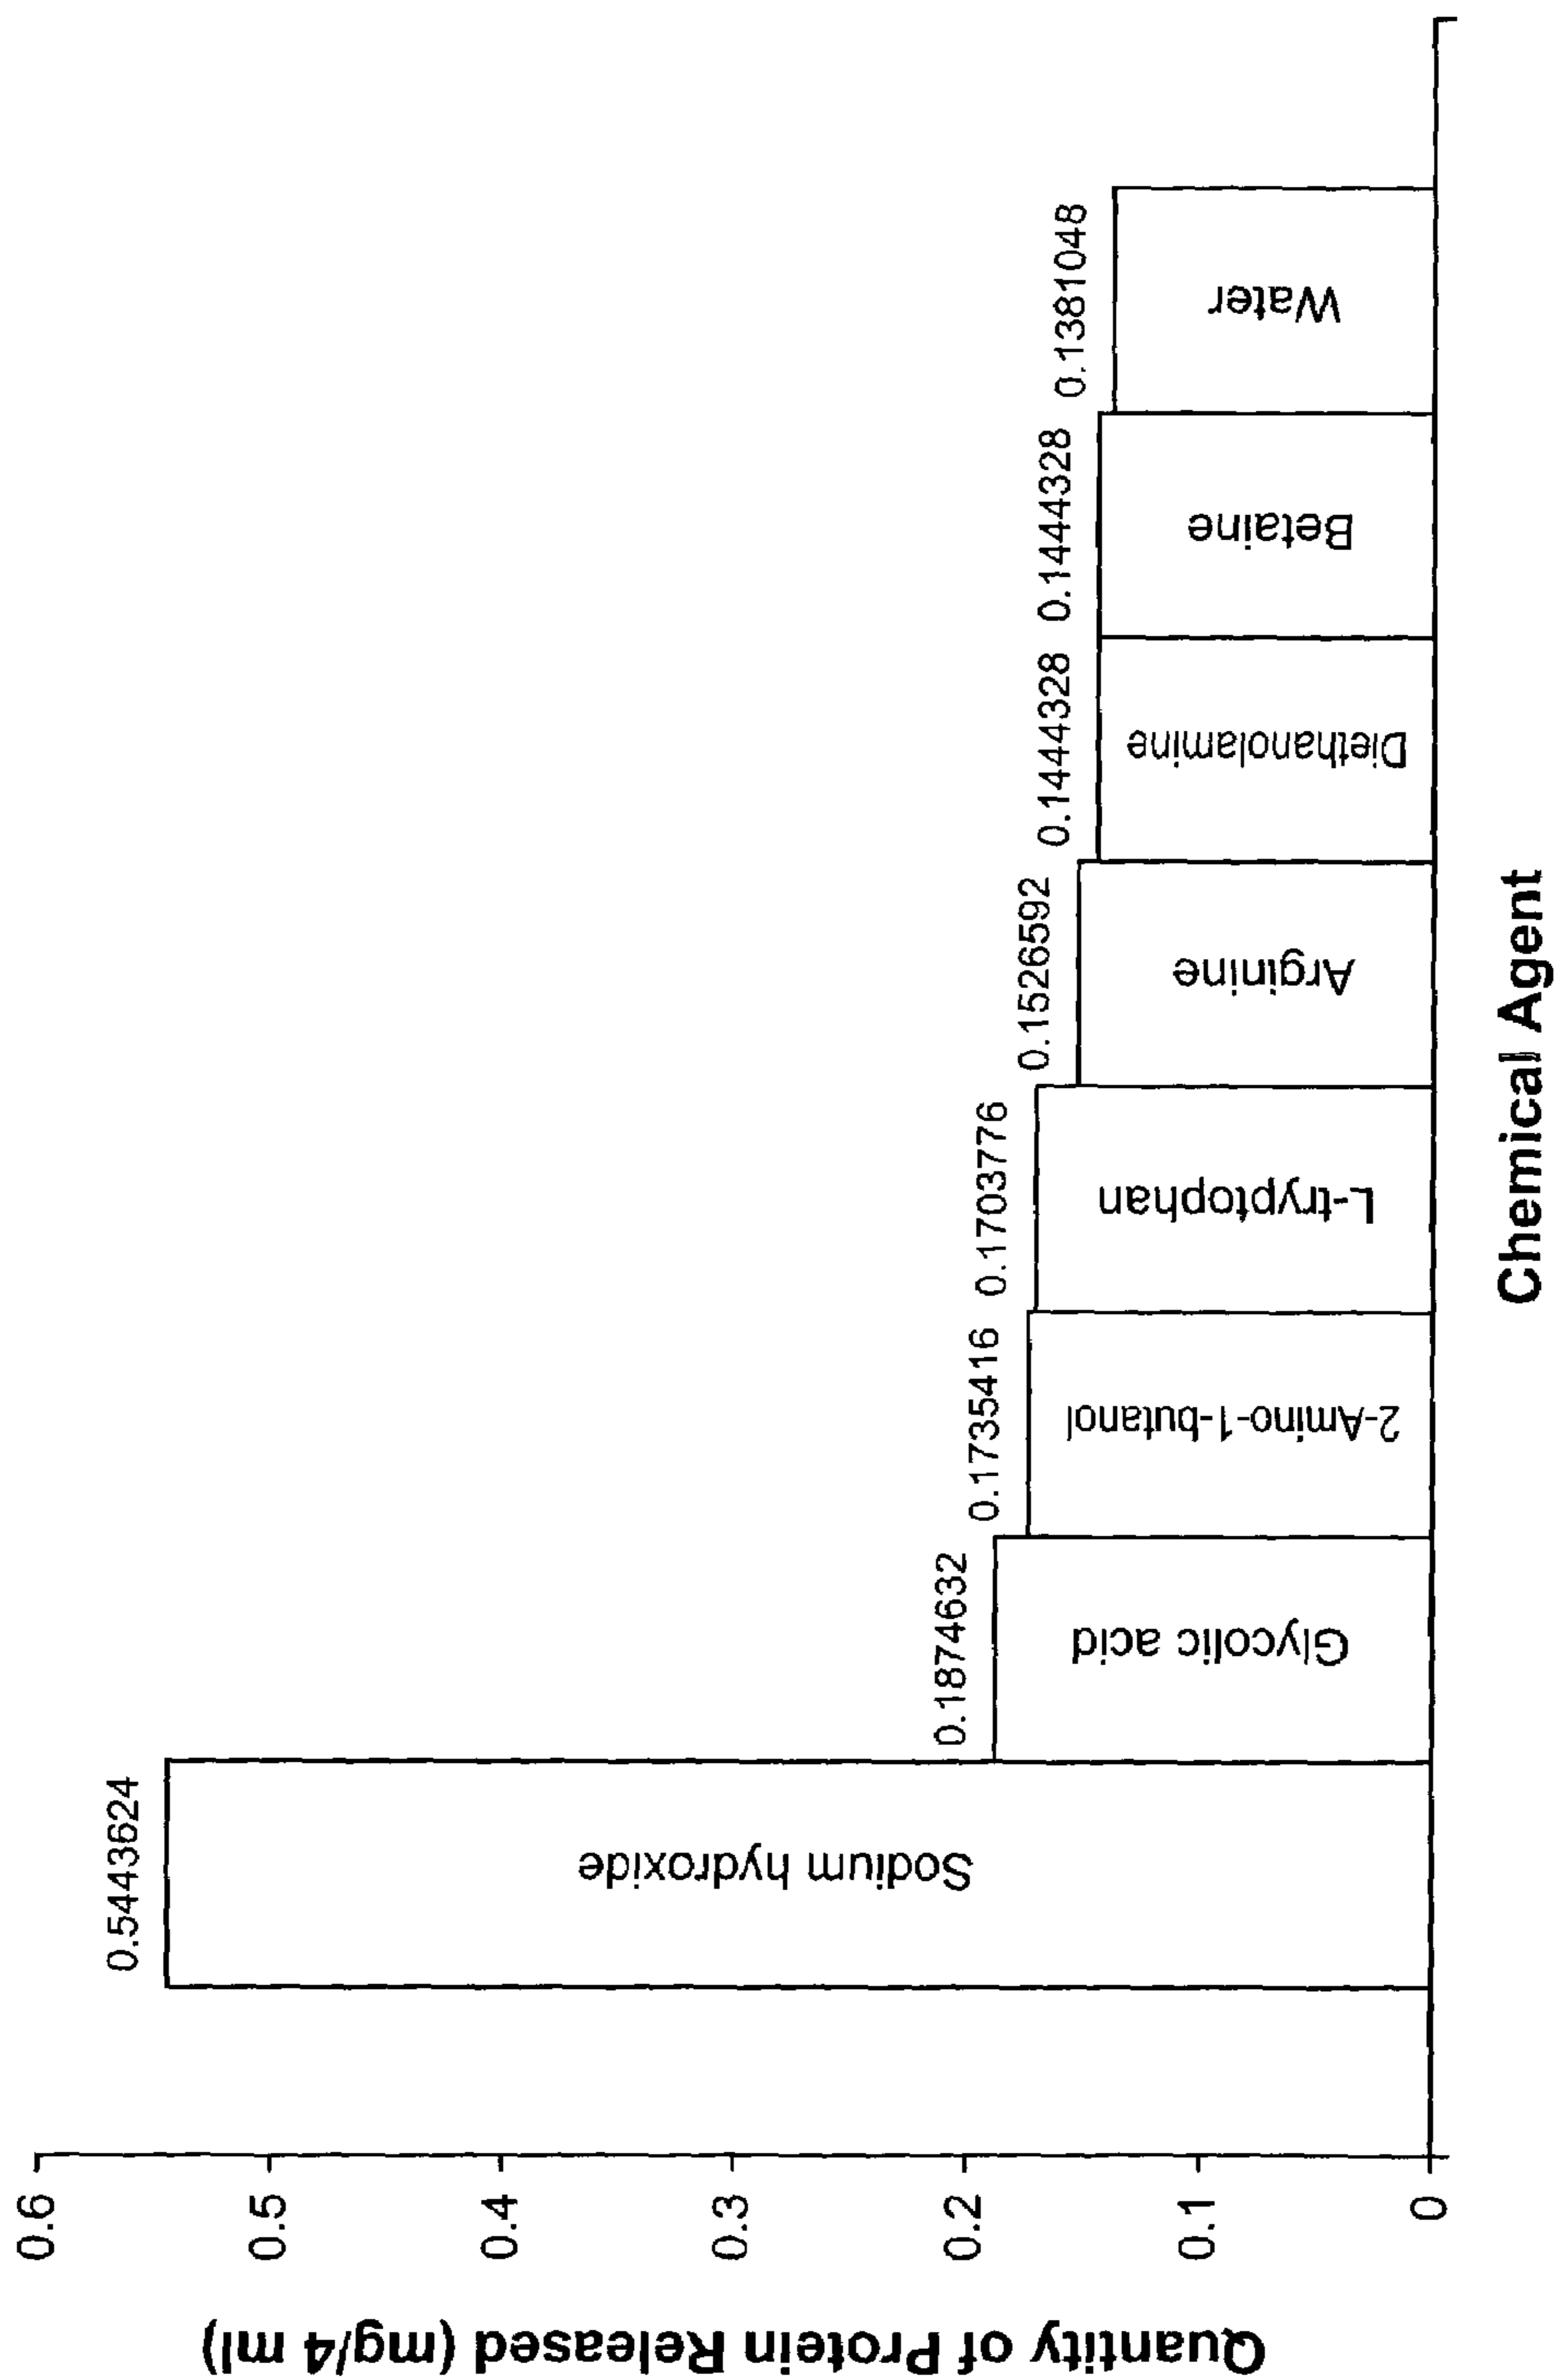 Quantity of Protein Released (mg/4 ml)
0.6
0.5
0.4
0.3
0.2
0.1
0
0.5443624
Sodium hydroxide
0.1874632
Glycolic acid
0.1735416
2-Amino-1-butanol
0.1703776
L-tryptophan
0.1526592
Arginine
0.1444328
Diethanolamine
0.1444328
Betaine
0.1381048
Water
Chemical Agent